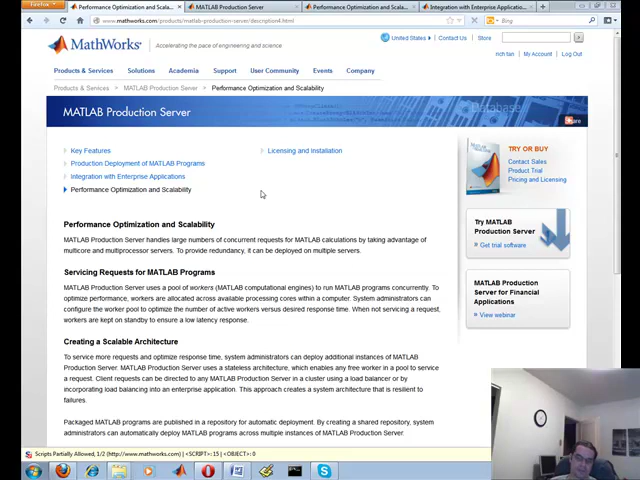 Firefox
Performance Optimization and Scala...
MATLAB Production Server
Performance Optimization and Scala...
Integration with Enterprise Applicatio...
www.mathworks.com/products/matlab-production-server/description4.html
Bing
MathWorks
Accelerating the pace of engineering and science
United States
Contact Us
Store
rich tan
My Account
Log Out
Products & Services
Solutions
Academia
Support
User Community
Events
Company
Products & Services
MATLAB Production Server
Performance Optimization and Scalability
MATLAB Production Server
Database
Share
Key Features
Licensing and Installation
Production Deployment of MATLAB Programs
Integration with Enterprise Applications
Performance Optimization and Scalability
TRY OR BUY
Contact Sales
Product Trial
Pricing and Licensing
Performance Optimization and Scalability
MATLAB Production Server handles large numbers of concurrent requests for MATLAB calculations by taking advantage of
multicore and multiprocessor servers. To provide redundancy, it can be deployed on multiple servers.
Try MATLAB
Production Server
Get trial software
Servicing Requests for MATLAB Programs
MATLAB Production Server uses a pool of workers (MATLAB computational engines) to run MATLAB programs concurrently. To
optimize performance, workers are allocated across available processing cores within a computer. System administrators can
configure the worker pool to optimize the number of active workers versus desired response time. When not servicing a request,
workers are kept on standby to ensure a low latency response.
MATLAB Production
Server for Financial
Applications
View webinar
Creating a Scalable Architecture
To service more requests and optimize response time, system administrators can deploy additional instances of MATLAB
Production Server. MATLAB Production Server uses a stateless architecture, which enables any free worker in a pool to service
a request. Client requests can be directed to any MATLAB Production Server in a cluster using a load balancer or by
incorporating load balancing into an enterprise application. This approach creates a system architecture that is resilient to
failures.
Packaged MATLAB programs are published in a repository for automatic deployment. By creating a shared repository, system
administrators can automatically deploy MATLAB programs across multiple instances of MATLAB Production Server.
Scripts Partially Allowed, 1/2 (http://www.mathworks.com) | <SCRIPT>: 15 | <OBJECT>: 0